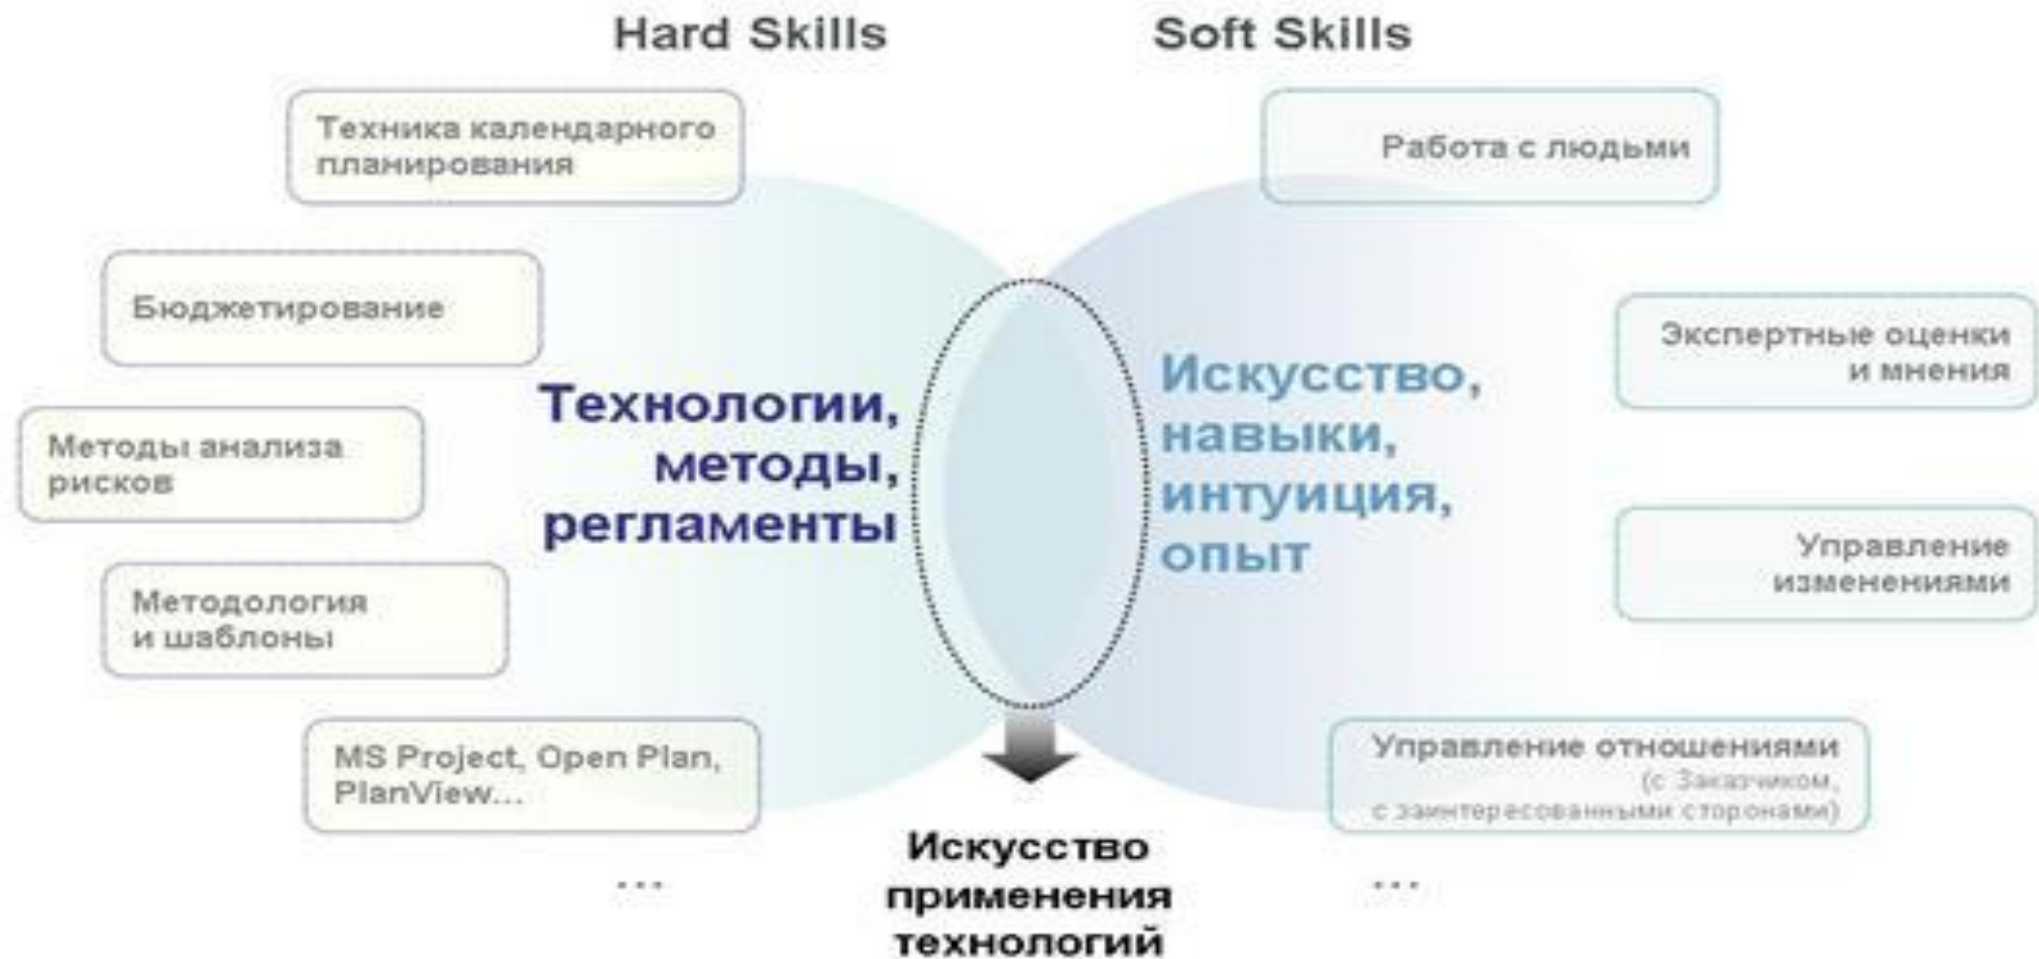 Hard Skills
Soft Skills
Техника календарного
планирования
Бюджетирование
Методы анализа
рисков
Методология
и шаблоны
MS Project, Open Plan,
PlanView...
...
Технологии,
методы,
регламенты
Искусство,
навыки,
интуиция,
опыт
Работа с людьми
Экспертные оценки
и мнения
Управление
изменениями
Управление отношениями
(с Заказчиком,
с заинтересованными сторонами)
...
Искусство
применения
технологий